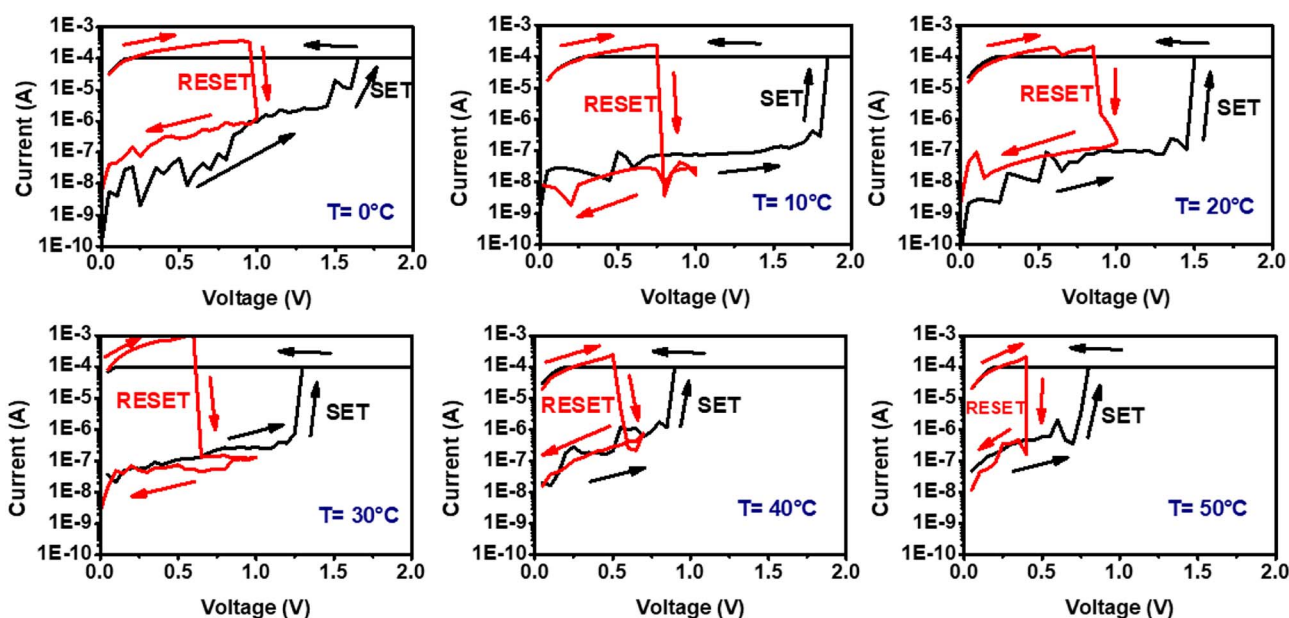 1E-3
1E-4
1E-5
1E-6
1E-7
1E-8
1E-9
1E-10
Current (A)
RESET
SET
T= 0°C
0.0 0.5 1.0 1.5 2.0
Voltage (V)
1E-3
1E-4
1E-5
1E-6
1E-7
1E-8
1E-9
1E-10
Current (A)
RESET
SET
T= 10°C
0.0 0.5 1.0 1.5 2.0
Voltage (V)
1E-3
1E-4
1E-5
1E-6
1E-7
1E-8
1E-9
1E-10
Current (A)
RESET
SET
T= 20°C
0.0 0.5 1.0 1.5 2.0
Voltage (V)
1E-3
1E-4
1E-5
1E-6
1E-7
1E-8
1E-9
1E-10
Current (A)
RESET
SET
T= 30°C
0.0 0.5 1.0 1.5 2.0
Voltage (V)
1E-3
1E-4
1E-5
1E-6
1E-7
1E-8
1E-9
1E-10
Current (A)
RESET
SET
T= 40°C
0.0 0.5 1.0 1.5 2.0
Voltage (V)
1E-3
1E-4
1E-5
1E-6
1E-7
1E-8
1E-9
1E-10
Current (A)
RESET
SET
T= 50°C
0.0 0.5 1.0 1.5 2.0
Voltage (V)